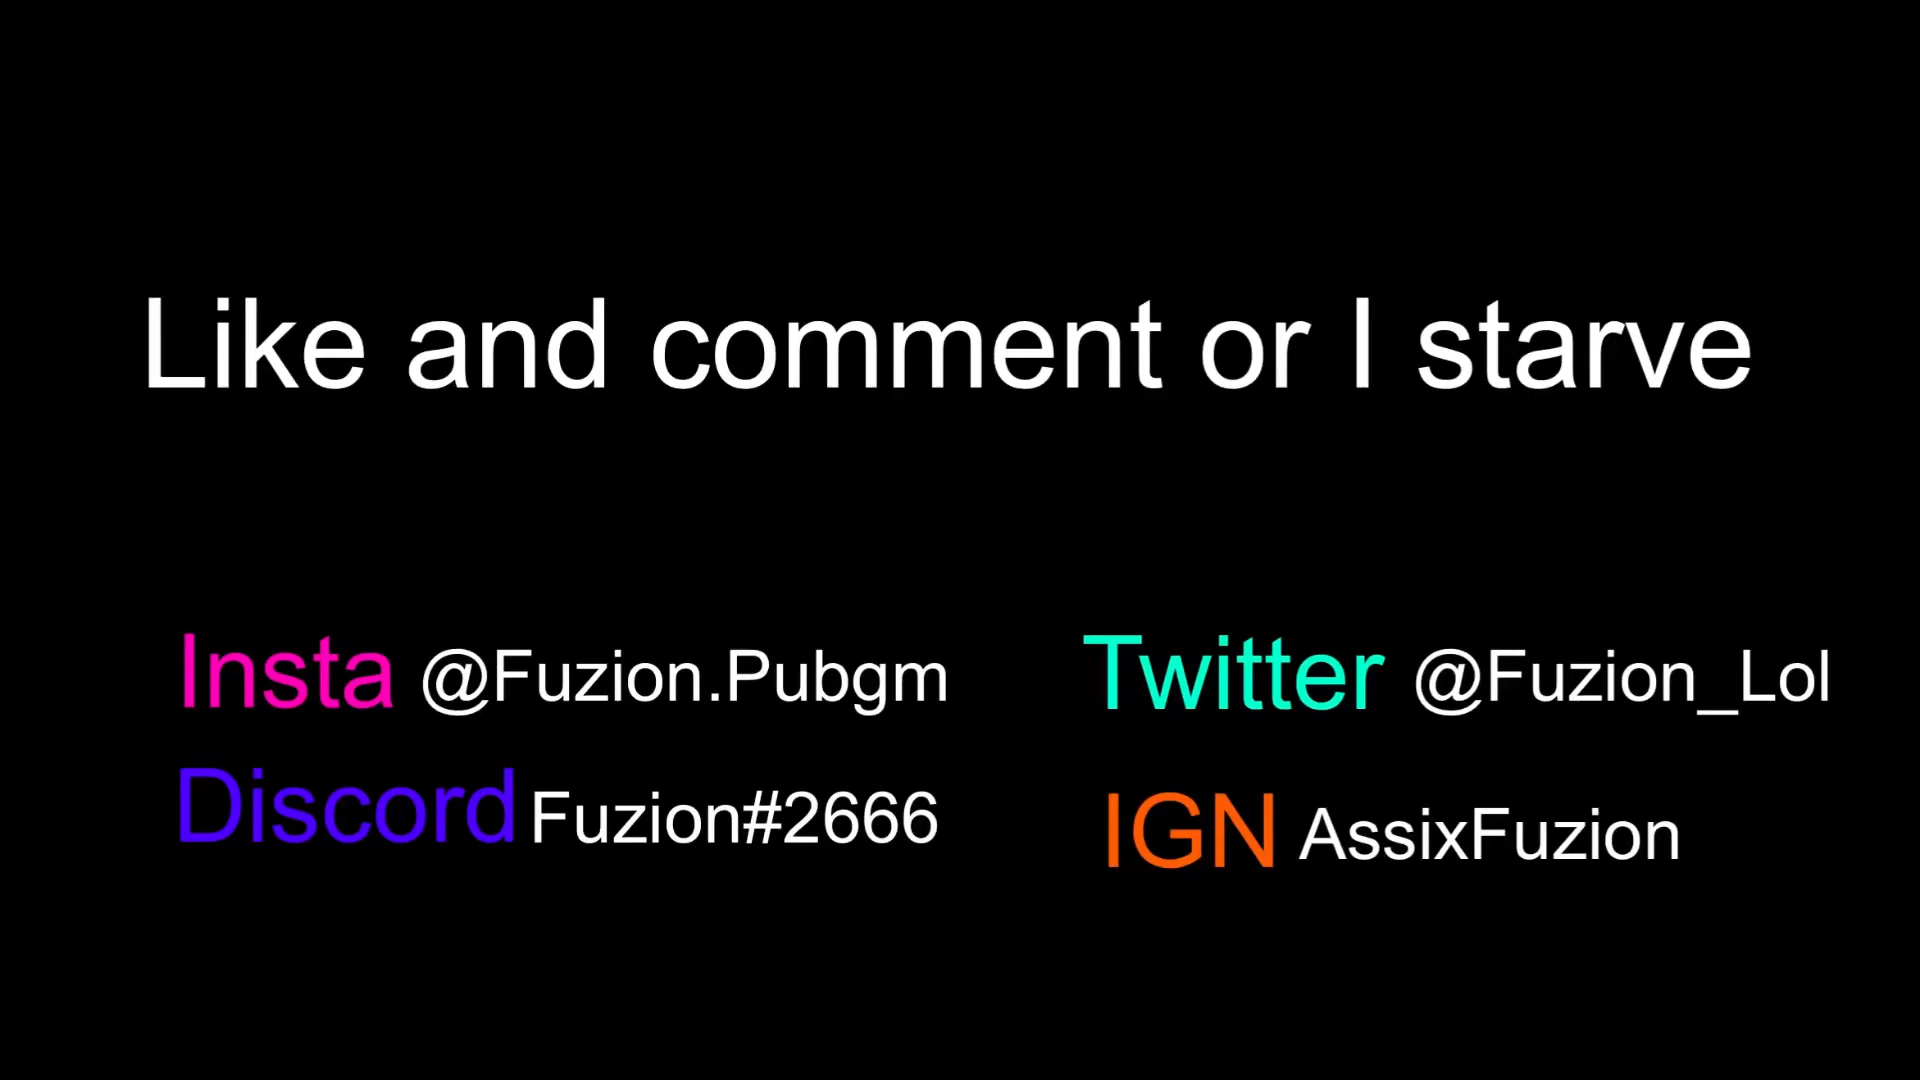 Like and comment or I starve
Insta @Fuzion.Pubgm
Twitter @Fuzion_Lol
Discord Fuzion#2666
IGN AssixFuzion